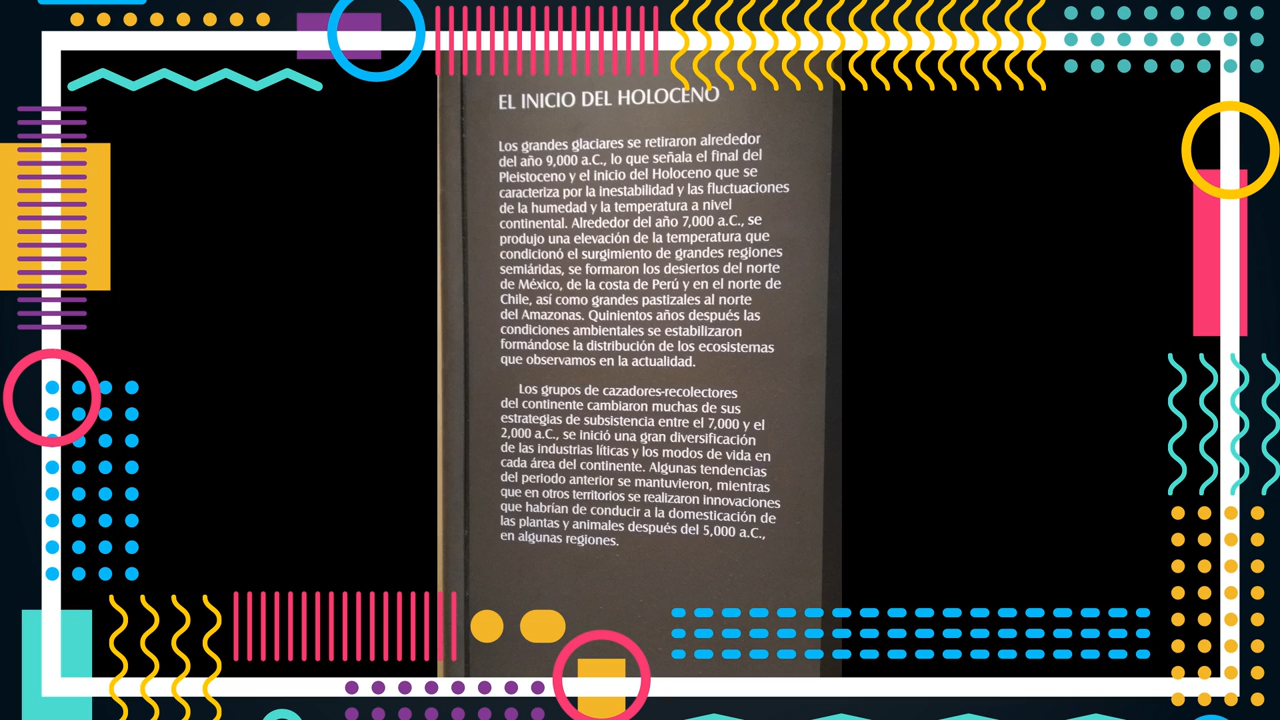 EL INICIO DEL HOLOCENO
Los grandes glaciares se retiraron alrededor
del año 9,000 a.C., lo que señala el final del
Pleistoceno y el inicio del Holoceno que se
caracteriza por la inestabilidad y las fluctuaciones
de la humedad y la temperatura a nivel
continental. Alrededor del año 7,000 a.C., se
produjo una elevación de la temperatura que
condicionó el surgimiento de grandes regiones
semiáridas, se formaron los desiertos del norte
de México, de la costa de Perú y en el norte de
Chile, así como grandes pastizales al norte
del Amazonas. Quinientos años después las
condiciones ambientales se estabilizaron
formándose la distribución de los ecosistemas
que observamos en la actualidad.
Los grupos de cazadores-recolectores
del continente cambiaron muchas de sus
estrategias de subsistencia entre el 7,000 y el
2,000 a.C., se inició una gran diversificación
de las industrias líticas y los modos de vida en
cada área del continente. Algunas tendencias
del periodo anterior se mantuvieron, mientras
que en otros territorios se realizaron innovaciones
que habrían de conducir a la domesticación de
las plantas y animales después del 5,000 a.C.,
en algunas regiones.